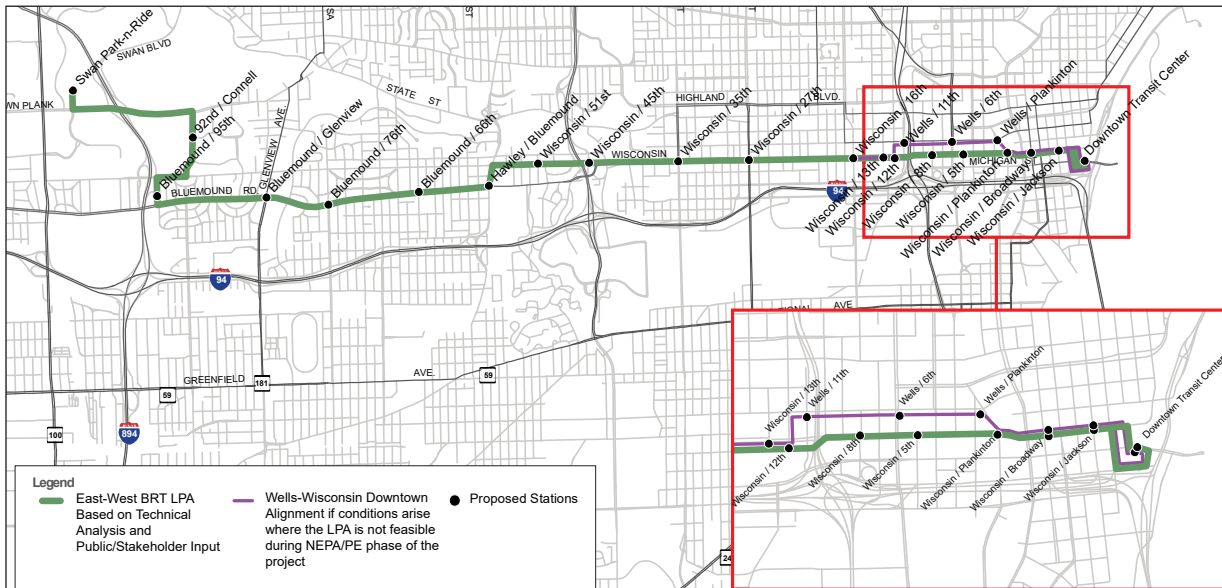 SWAN BLVD
Swan Park-n-Ride
WN PLANK
92nd / Connell
Bluemound / 95th
BLUEMOUND RD.
GLENVIEW AVE.
Bluemound / Glenview
SA
ST
STATE ST
Bluemound / 76th
Bluemound / 66th
Hawley / Bluemound
Wisconsin / 51st
Wisconsin / 45th
WISCONSIN
HIGHLAND BLVD.
Wisconsin / 35th
Wisconsin / 27th
Wisconsin / 16th
Wells / 11th
Wells / 6th
Wells / Plankinton
Downtown Transit Center
MICHIGAN ST
Wisconsin / 13th
Wisconsin / 12th
Wisconsin / 8th
Wisconsin / 5th
Wisconsin / Plankinton
Wisconsin / Broadway
Wisconsin / Jackson
94
94
GREENFIELD AVE.
59
181
59
100
894
Wisconsin / 13th
Wells / 11th
Wells / 6th
Wells / Plankinton
Downtown Transit Center
Wisconsin / 12th
Wisconsin / 8th
Wisconsin / 5th
Wisconsin / Plankinton
Wisconsin / Broadway
Wisconsin / Jackson
Legend
East-West BRT LPA
Based on Technical
Analysis and
Public/Stakeholder Input
Wells-Wisconsin Downtown
Alignment if conditions arise
where the LPA is not feasible
during NEPA/PE phase of the
project
Proposed Stations